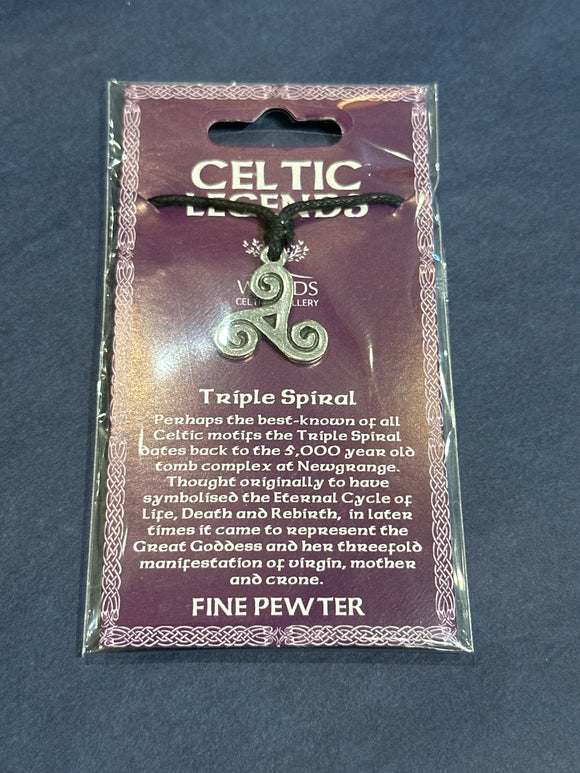 CELTIC
LEGENDS
Triple Spiral
Perhaps the best-known of all
Celtic motifs the Triple Spiral
dates back to the 5,000 year old
tomb complex at Newgrange.
Thought originally to have
symbolised the Eternal Cycle of
Life, Death and Rebirth, in later
times it came to represent the
Great Goddess and her threefold
manifestation of virgin, mother
and crone.
FINE PEWTER